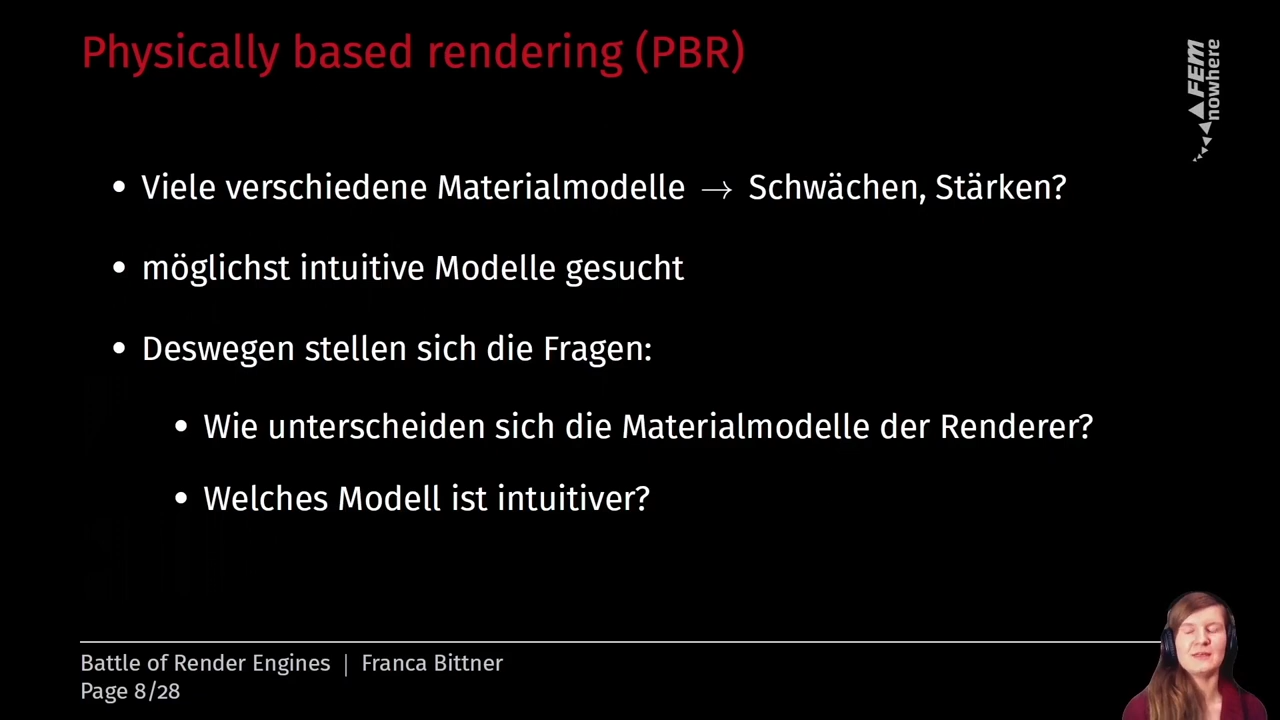 Physically based rendering (PBR)
FEM
nowhere
• Viele verschiedene Materialmodelle → Schwächen, Stärken?
• möglichst intuitive Modelle gesucht
• Deswegen stellen sich die Fragen:
• Wie unterscheiden sich die Materialmodelle der Renderer?
• Welches Modell ist intuitiver?
Battle of Render Engines | Franca Bittner
Page 8/28